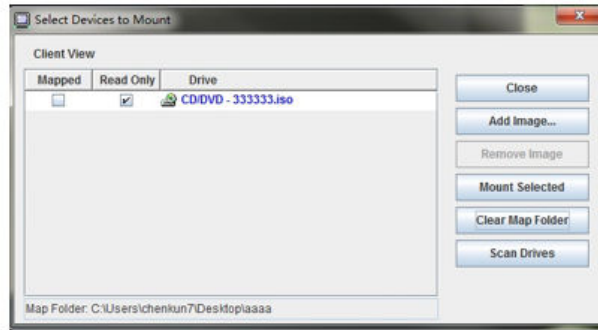 Select Devices to Mount
Client View
Mapped Read Only Drive
CD/DVD - 333333.iso
Close
Add Image...
Remove Image
Mount Selected
Clear Map Folder
Scan Drives
Map Folder: C:\Users\chenkun7\Desktop\aaaa